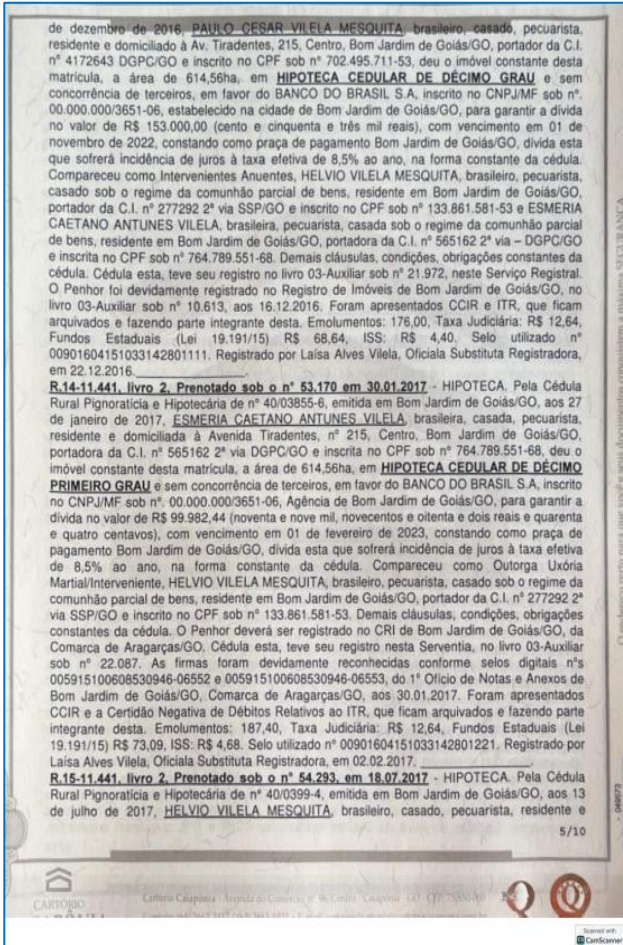 de dezembro de 2016, PAULO CESAR VILELA MESQUITA, brasileiro, casado, pecuarista,
residente e domiciliado à Av. Tiradentes, 215, Centro, Bom Jardim de Goiás/GO, portador da C.I.
nº 4172643 DGPC/GO e inscrito no CPF sob nº 702.495.711-53, deu o imóvel constante desta
matrícula, a área de 614,56ha, em HIPOTECA CEDULAR DE DÉCIMO GRAU e sem
concorrência de terceiros, em favor do BANCO DO BRASIL S.A, inscrito no CNPJ/MF sob nº.
00.000.000/3651-06, estabelecido na cidade de Bom Jardim de Goiás/GO, para garantir a dívida
no valor de R$ 153.000,00 (cento e cinquenta e três mil reais), com vencimento em 01 de
novembro de 2022, constando como praça de pagamento Bom Jardim de Goiás/GO, dívida esta
que sofrerá incidência de juros à taxa efetiva de 8,5% ao ano, na forma constante da cédula.
Compareceu como Intervenientes Anuentes, HELVIO VILELA MESQUITA, brasileiro, pecuarista,
casado sob o regime da comunhão parcial de bens, residente em Bom Jardim de Goiás/GO,
portador da C.I. nº 277292 2ª via SSP/GO e inscrito no CPF sob nº 133.861.581-53 e ESMERIA
CAETANO ANTUNES VILELA, brasileira, pecuarista, casada sob o regime da comunhão parcial
de bens, residente em Bom Jardim de Goiás/GO, portadora da C.I. nº 565162 2ª via – DGPC/GO
e inscrita no CPF sob nº 764.789.551-68. Demais cláusulas, condições, obrigações constantes da
cédula. Cédula esta, teve seu registro no livro 03-Auxiliar sob nº 21.972, neste Serviço Registral.
O Penhor foi devidamente registrado no Registro de Imóveis de Bom Jardim de Goiás/GO, no
livro 03-Auxiliar sob nº 10.613, aos 16.12.2016. Foram apresentados CCIR e ITR, que ficam
arquivados e fazendo parte integrante desta. Emolumentos: 176,00, Taxa Judiciária: R$ 12,64,
Fundos Estaduais (Lei 19.191/15) R$ 68,64, ISS: R$ 4,40. Selo utilizado nº
00901604151033142801111. Registrado por Laísa Alves Vilela, Oficiala Substituta Registradora,
em 22.12.2016.
R.14-11.441, livro 2, Prenotado sob o nº 53.170 em 30.01.2017 - HIPOTECA. Pela Cédula
Rural Pignoratícia e Hipotecária de nº 40/03855-6, emitida em Bom Jardim de Goiás/GO, aos 27
de janeiro de 2017, ESMERIA CAETANO ANTUNES VILELA, brasileira, casada, pecuarista,
residente e domiciliada à Avenida Tiradentes, nº 215, Centro, Bom Jardim de Goiás/GO,
portadora da C.I. nº 565162 2ª via DGPC/GO e inscrita no CPF sob nº 764.789.551-68, deu o
imóvel constante desta matrícula, a área de 614,56ha, em HIPOTECA CEDULAR DE DÉCIMO
PRIMEIRO GRAU e sem concorrência de terceiros, em favor do BANCO DO BRASIL S.A, inscrito
no CNPJ/MF sob nº. 00.000.000/3651-06, Agência de Bom Jardim de Goiás/GO, para garantir a
dívida no valor de R$ 99.982,44 (noventa e nove mil, novecentos e oitenta e dois reais e quarenta
e quatro centavos), com vencimento em 01 de fevereiro de 2023, constando como praça de
pagamento Bom Jardim de Goiás/GO, dívida esta que sofrerá incidência de juros à taxa efetiva
de 8,5% ao ano, na forma constante da cédula. Compareceu como Outorga Uxória
Martial/Interveniente, HELVIO VILELA MESQUITA, brasileiro, pecuarista, casado sob o regime da
comunhão parcial de bens, residente em Bom Jardim de Goiás/GO, portador da C.I. nº 277292 2ª
via SSP/GO e inscrito no CPF sob nº 133.861.581-53. Demais cláusulas, condições, obrigações
constantes da cédula. O Penhor deverá ser registrado no CRI de Bom Jardim de Goiás/GO, da
Comarca de Aragarças/GO. Cédula esta, teve seu registro nesta Serventia, no livro 03-Auxiliar
sob nº 22.087. As firmas foram devidamente reconhecidas conforme selos digitais nºs
005915100608530946-06552 e 005915100608530946-06553, do 1º Ofício de Notas e Anexos de
Bom Jardim de Goiás/GO, Comarca de Aragarças/GO, aos 30.01.2017. Foram apresentados
CCIR e a Certidão Negativa de Débitos Relativos ao ITR, que ficam arquivados e fazendo parte
integrante desta. Emolumentos: 187,40, Taxa Judiciária: R$ 12,64, Fundos Estaduais (Lei
19.191/15) R$ 73,09, ISS: R$ 4,68. Selo utilizado nº 00901604151033142801221. Registrado por
Laísa Alves Vilela, Oficiala Substituta Registradora, em 02.02.2017.
R.15-11.441, livro 2, Prenotado sob o nº 54.293, em 18.07.2017 - HIPOTECA. Pela Cédula
Rural Pignoratícia e Hipotecária de nº 40/0399-4, emitida em Bom Jardim de Goiás/GO, aos 13
de julho de 2017, HELVIO VILELA MESQUITA, brasileiro, casado, pecuarista, residente e
5/10
049873
CARTÓRIO
Scanned with
CamScanner